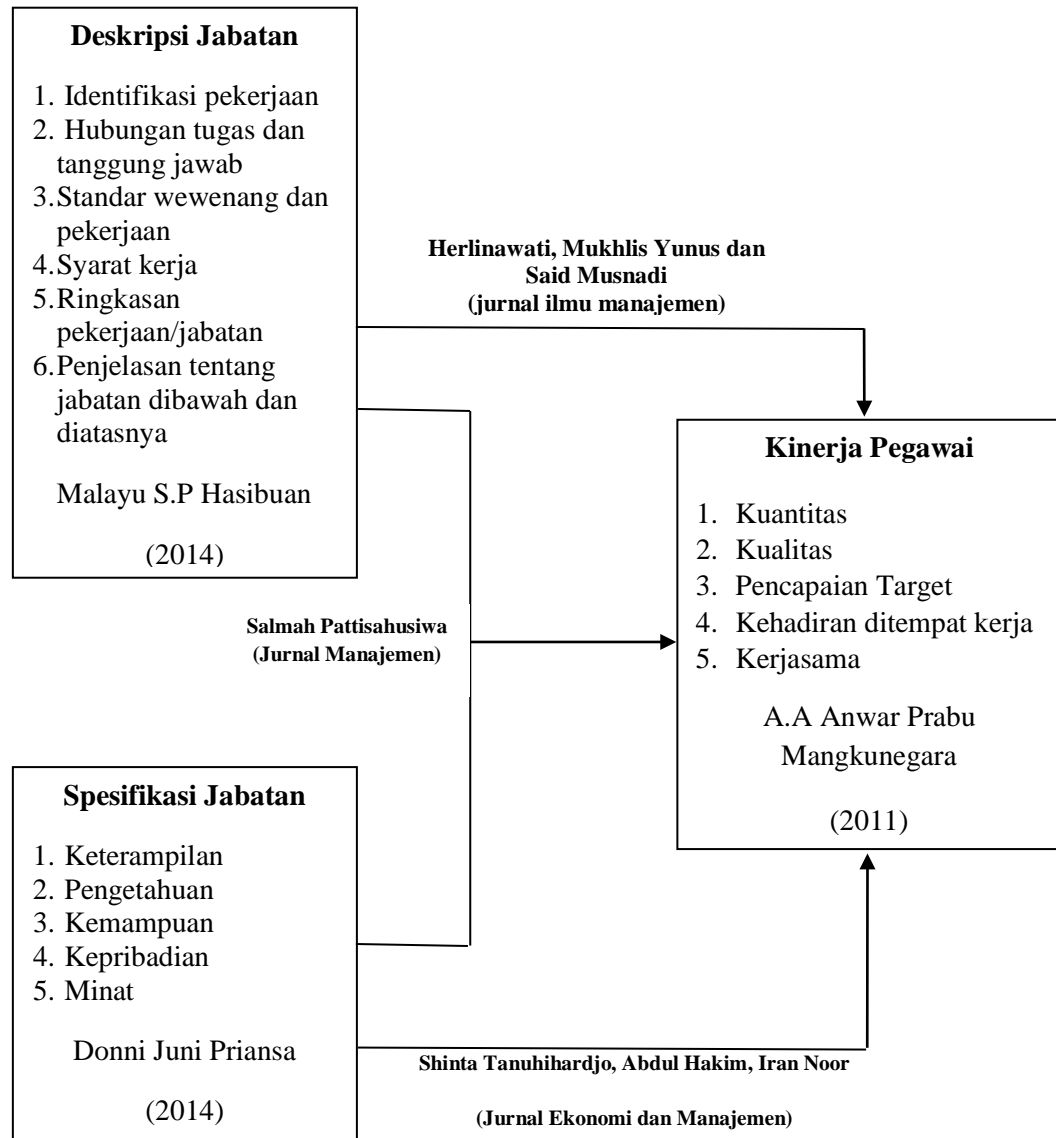 Deskripsi Jabatan
1. Identifikasi pekerjaan
2. Hubungan tugas dan
tanggung jawab
3.Standar wewenang dan
pekerjaan
4.Syarat kerja
5.Ringkasan
pekerjaan/jabatan
6.Penjelasan tentang
jabatan dibawah dan
diatasnya
Malayu S.P Hasibuan
(2014)
Herlinawati, Mukhlis Yunus dan
Said Musnadi
(jurnal ilmu manajemen)
Salmah Pattisahusiwa
(Jurnal Manajemen)
Kinerja Pegawai
1. Kuantitas
2. Kualitas
3. Pencapaian Target
4. Kehadiran ditempat kerja
5. Kerjasama
A.A Anwar Prabu
Mangkunegara
(2011)
Spesifikasi Jabatan
1. Keterampilan
2. Pengetahuan
3. Kemampuan
4. Kepribadian
5. Minat
Donni Juni Priansa
(2014)
Shinta Tanuhihardjo, Abdul Hakim, Iran Noor
(Jurnal Ekonomi dan Manajemen)